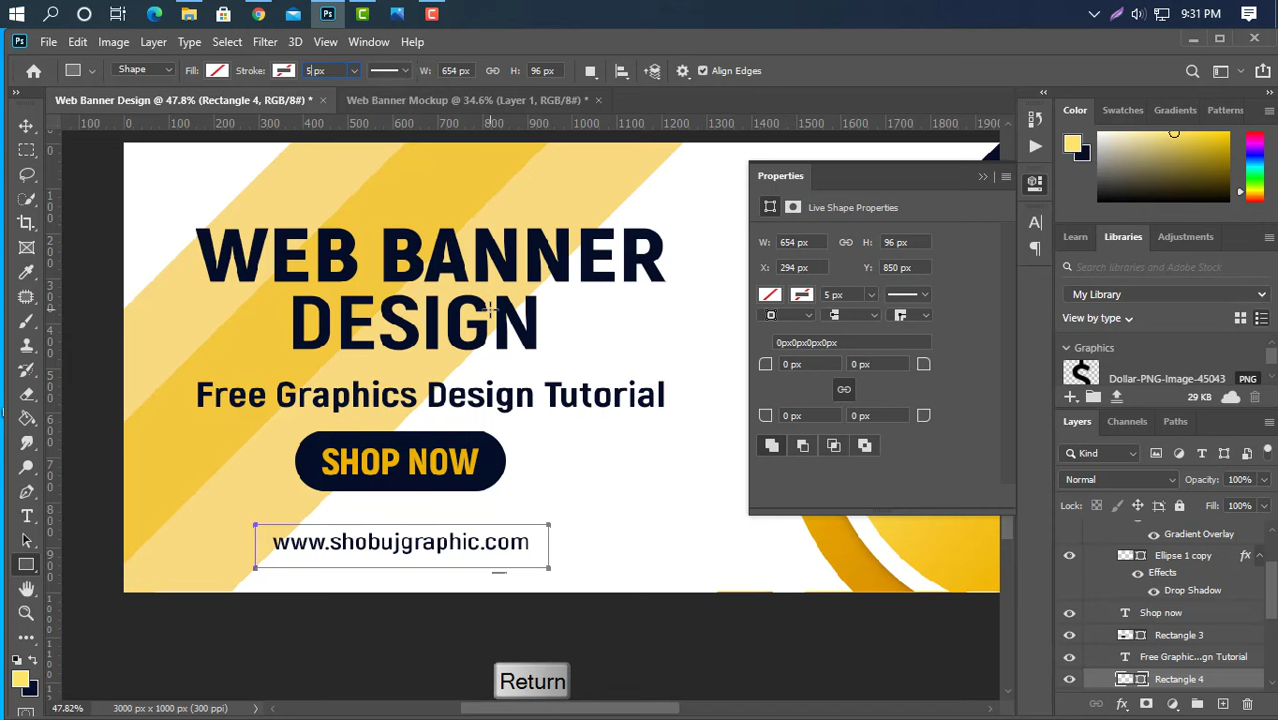 9:31 PM
Ps File Edit Image Layer Type Select Filter 3D View Window Help
Shape Fill: Stroke: 5 px W: 654 px H: 96 px Align Edges
Web Banner Design @ 47.8% (Rectangle 4, RGB/8#) * × Web Banner Mockup @ 34.6% (Layer 1, RGB/8#) * ×
100 0 100 200 300 400 500 600 700 800 900 1000 1100 1200 1300 1400 1500 1600 1700 1800 1900
WEB BANNER
DESIGN
Free Graphics Design Tutorial
SHOP NOW
www.shobujgraphic.com
Properties
Live Shape Properties
W: 654 px H: 96 px
X: 294 px Y: 850 px
5 px
0px0px0px0px
0 px 0 px
0 px 0 px
Color Swatches Gradients Patterns
Learn Libraries Adjustments
Search libraries/Library
My Library
View by type
Graphics
Dollar-PNG-Image-45043 PNG
29 KB
Layers Channels Paths
Kind
Normal Opacity: 100%
Lock: Fill: 100%
Gradient Overlay
Ellipse 1 copy fx
Effects
Drop Shadow
T Shop now
Rectangle 3
T Free Graphic...gn Tutorial
Rectangle 4
Return
47.82% 3000 px x 1000 px (300 ppi)